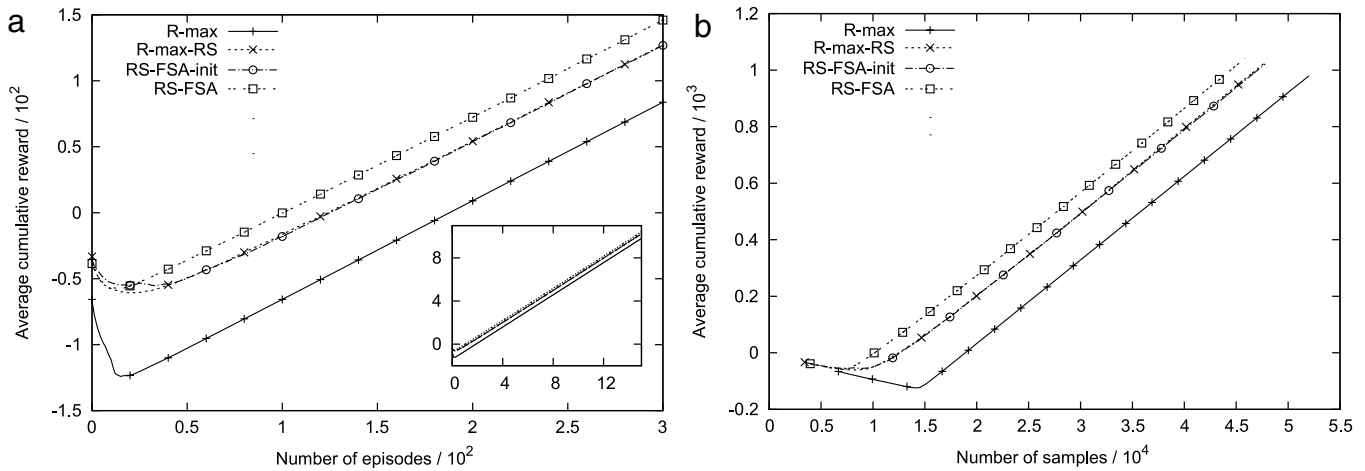 a
Average cumulative reward / 10²
1.5
1
0.5
0
-0.5
-1
-1.5
R-max
R-max-RS
RS-FSA-init
RS-FSA
8
4
0
0 4 8 12
0 0.5 1 1.5 2 2.5 3
Number of episodes / 10²
b
Average cumulative reward / 10³
1.2
1
0.8
0.6
0.4
0.2
0
-0.2
R-max
R-max-RS
RS-FSA-init
RS-FSA
0 0.5 1 1.5 2 2.5 3 3.5 4 4.5 5 5.5
Number of samples / 10⁴